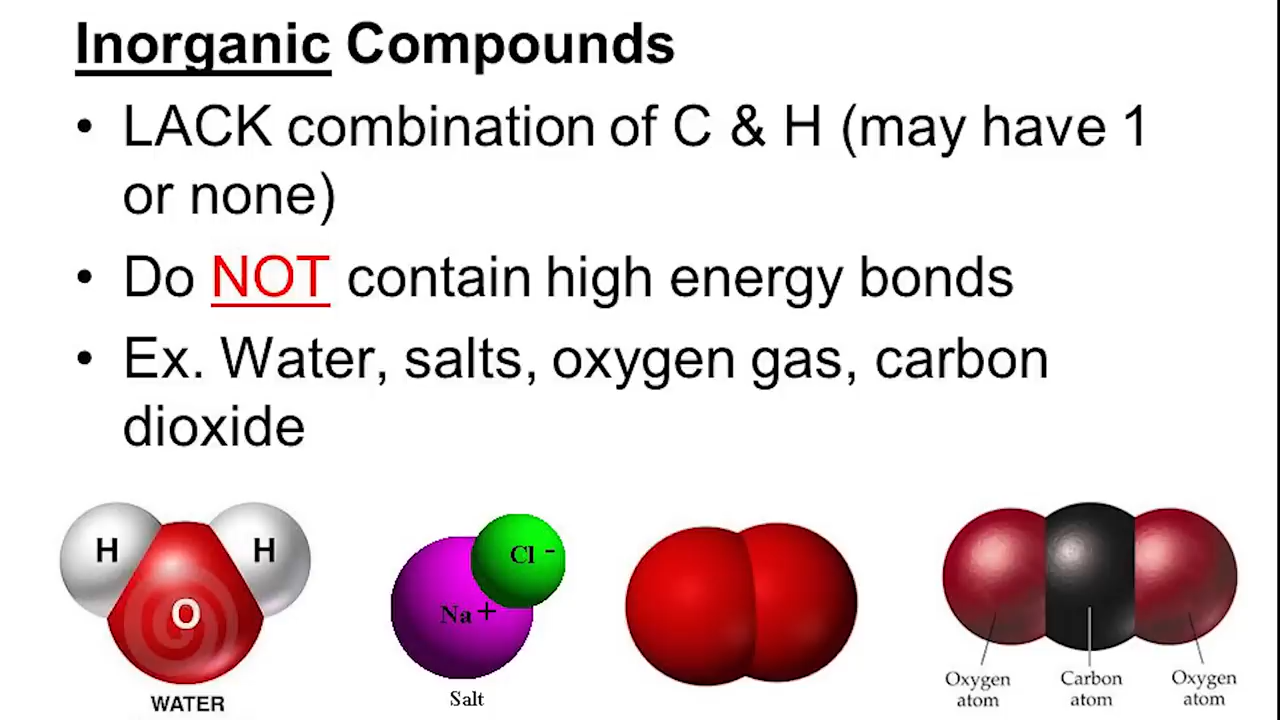 Inorganic Compounds
• LACK combination of C & H (may have 1
or none)
• Do NOT contain high energy bonds
• Ex. Water, salts, oxygen gas, carbon
dioxide
H H
O
WATER
Cl -
Na +
Salt
Oxygen atom
Carbon atom
Oxygen atom